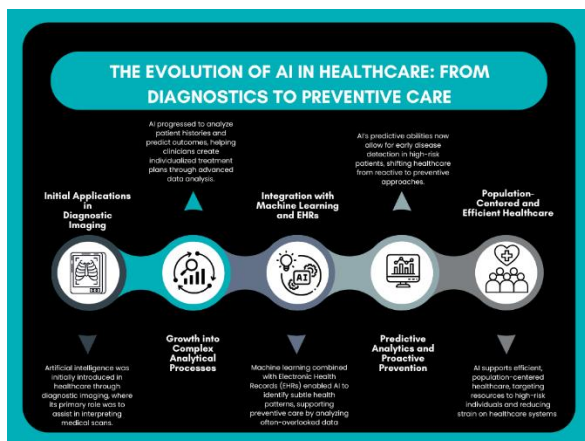 THE EVOLUTION OF AI IN HEALTHCARE: FROM
DIAGNOSTICS TO PREVENTIVE CARE
AI progressed to analyze
patient histories and
predict outcomes, helping
clinicians create
individualized treatment
plans through advanced
data analysis.
AI's predictive abilities now
allow for early disease
detection in high-risk
patients, shifting healthcare
from reactive to preventive
approaches.
Initial Applications
in
Diagnostic
Imaging
Integration with
Machine Learning
and EHRs
Population-
Centered and
Efficient Healthcare
AI
Growth into
Complex
Analytical
Processes
Predictive
Analytics and
Proactive
Prevention
Artificial intelligence was
initially introduced in
healthcare through
diagnostic imaging, where
its primary role was to
assist in interpreting
medical scans.
Machine learning combined
with Electronic Health
Records (EHRs) enabled AI to
identify subtle health
patterns, supporting
preventive care by analyzing
often-overlooked data
AI supports efficient,
population-centered
healthcare, targeting
resources to high-risk
individuals and reducing
strain on healthcare systems